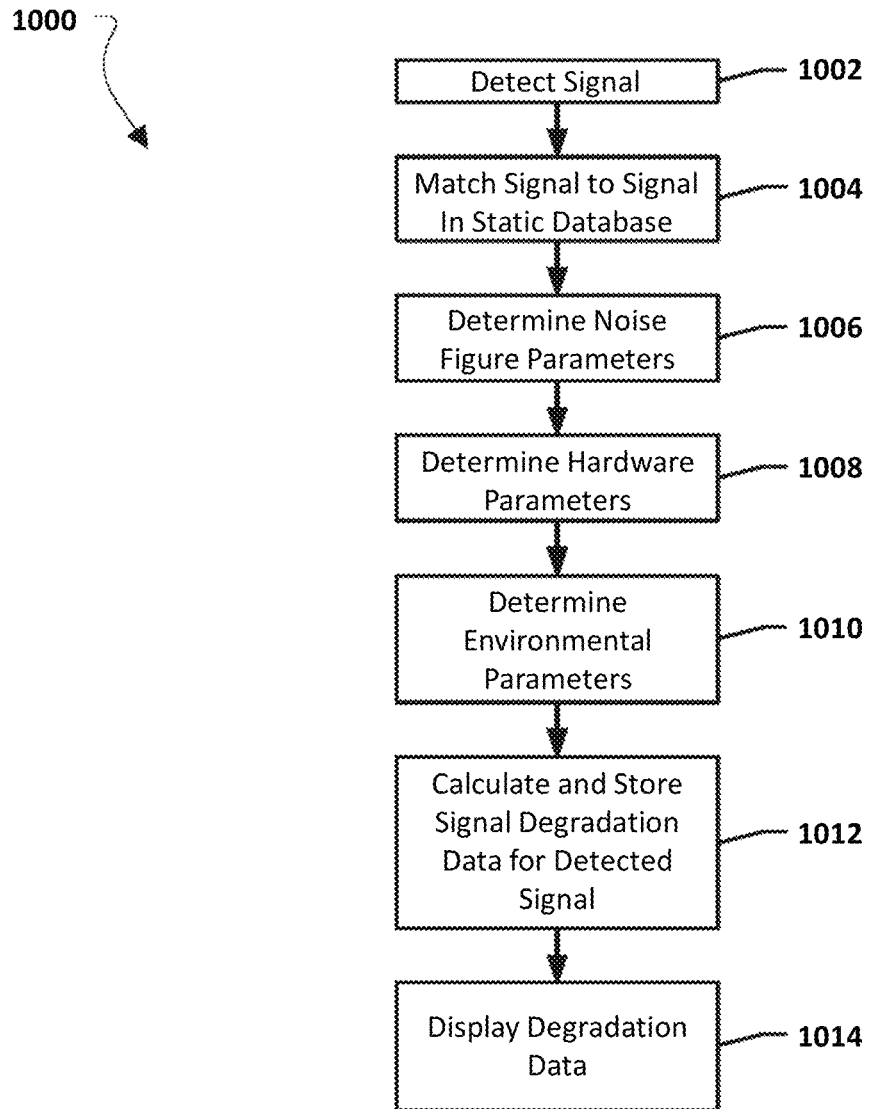 1000
Detect Signal
1002
Match Signal to Signal
In Static Database
1004
Determine Noise
Figure Parameters
1006
Determine Hardware
Parameters
1008
Determine
Environmental
Parameters
1010
Calculate and Store
Signal Degradation
Data for Detected
Signal
1012
Display Degradation
Data
1014